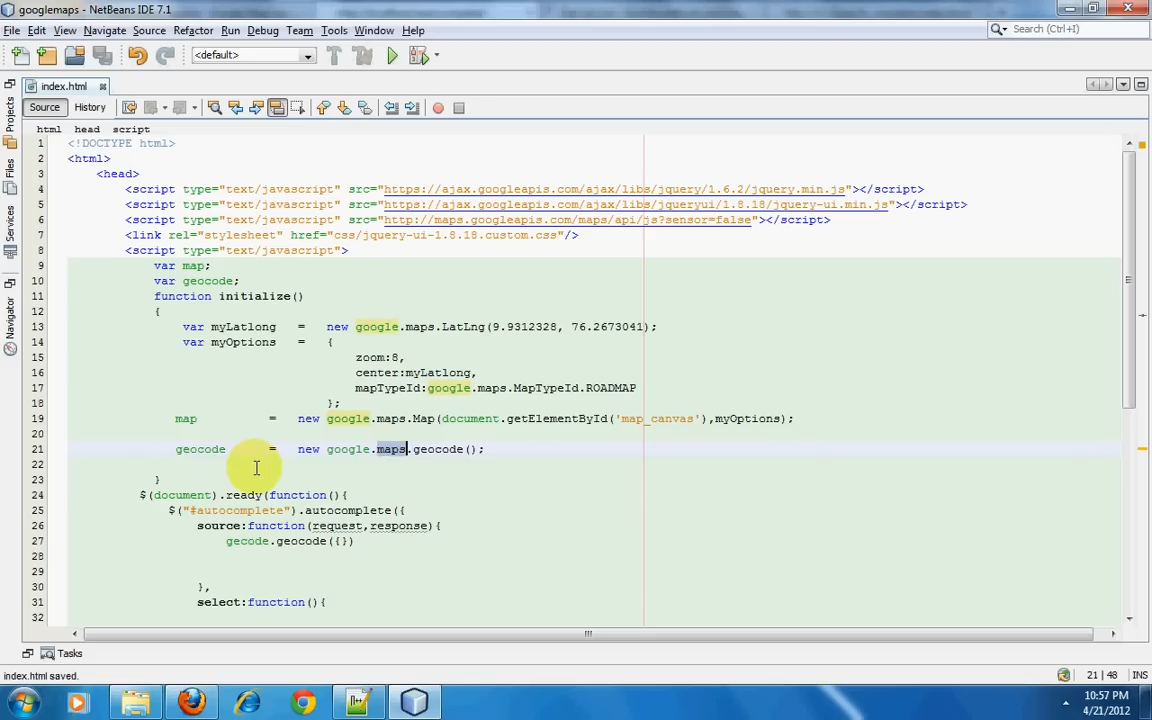 googlemaps - NetBeans IDE 7.1
File Edit View Navigate Source Refactor Run Debug Team Tools Window Help
<default>
Search (Ctrl+I)
index.html
Source History
html head script
Projects
Files
Services
Navigator
1 <!DOCTYPE html>
2 <html>
3 <head>
4 <script type="text/javascript" src="https://ajax.googleapis.com/ajax/libs/jquery/1.6.2/jquery.min.js"></script>
5 <script type="text/javascript" src="https://ajax.googleapis.com/ajax/libs/jqueryui/1.8.18/jquery-ui.min.js"></script>
6 <script type="text/javascript" src="http://maps.googleapis.com/maps/api/js?sensor=false"></script>
7 <link rel="stylesheet" href="css/jquery-ui-1.8.18.custom.css"/>
8 <script type="text/javascript">
9 var map;
10 var geocode;
11 function initialize()
12 {
13 var myLatlong = new google.maps.LatLng(9.9312328, 76.2673041);
14 var myOptions = {
15 zoom:8,
16 center:myLatlong,
17 mapTypeId:google.maps.MapTypeId.ROADMAP
18 };
19 map = new google.maps.Map(document.getElementById('map_canvas'),myOptions);
20
21 geocode = new google.maps.geocode();
22
23 }
24 $(document).ready(function(){
25 $("#autocomplete").autocomplete({
26 source:function(request,response){
27 gecode.geocode({})
28
29
30 },
31 select:function(){
32
Tasks
index.html saved.
21 | 48 INS
10:57 PM
4/21/2012